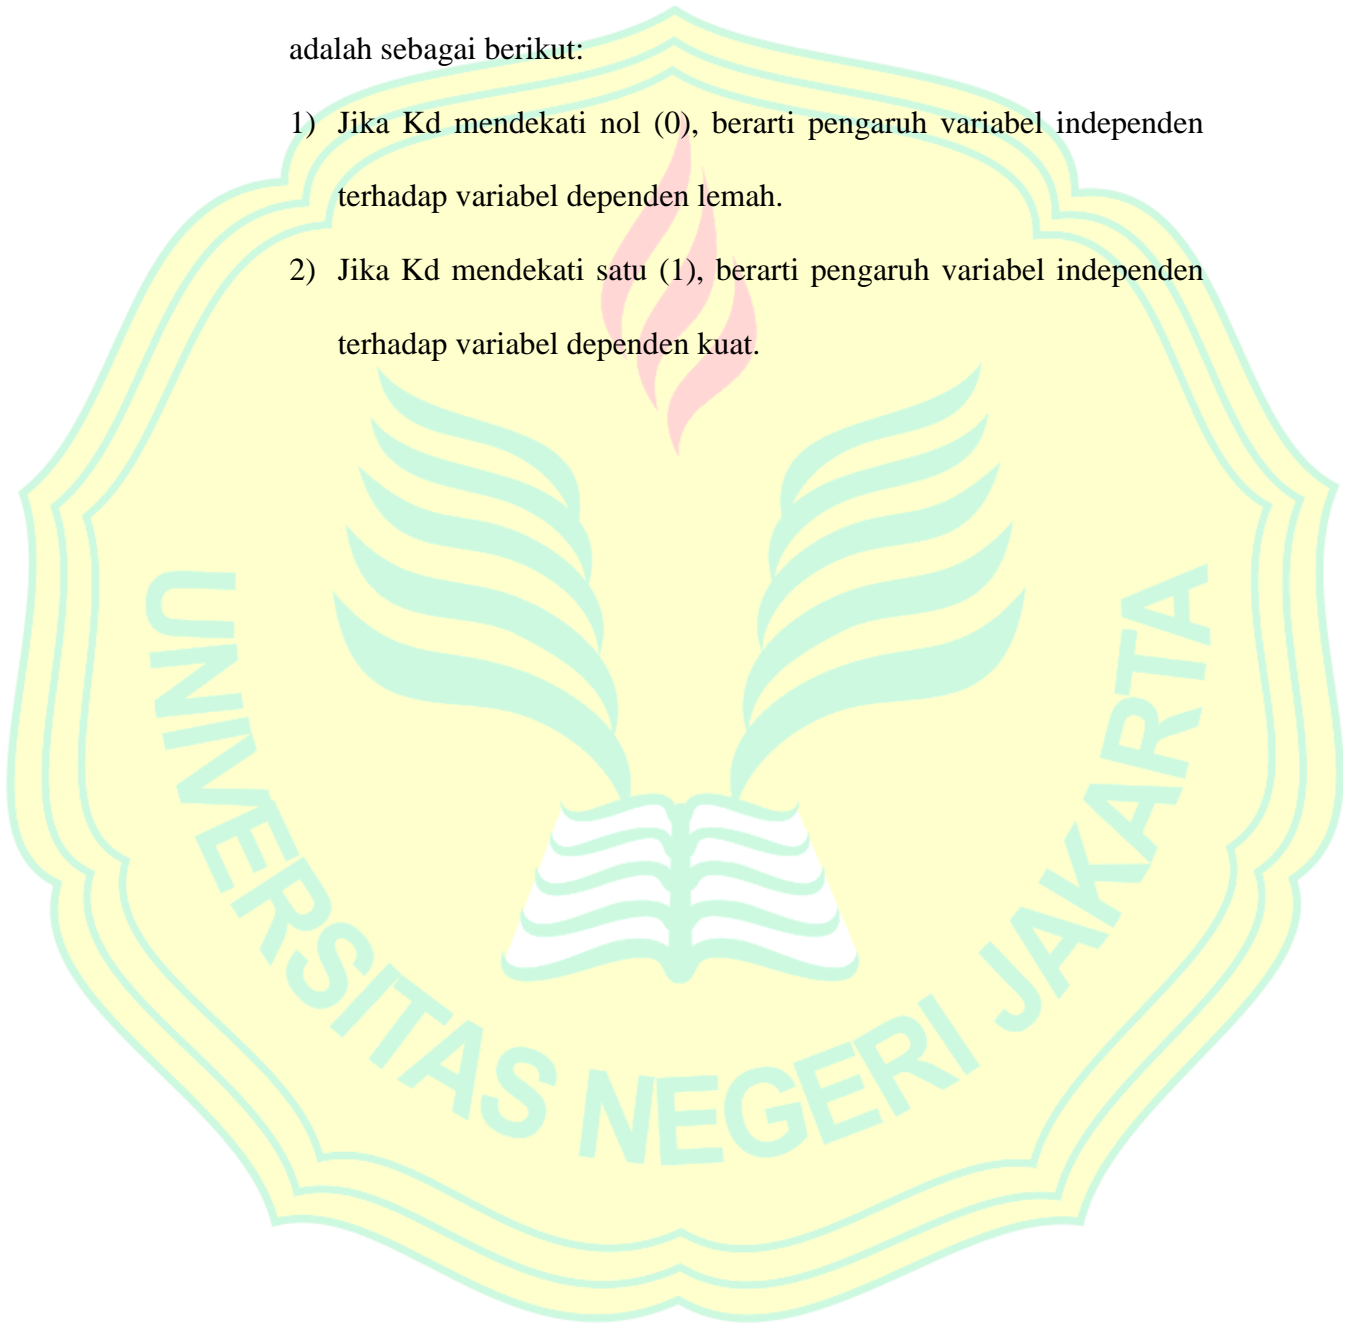 adalah sebagai berikut:
1) Jika Kd mendekati nol (0), berarti pengaruh variabel independen
terhadap variabel dependen lemah.
2) Jika Kd mendekati satu (1), berarti pengaruh variabel independen
terhadap variabel dependen kuat.
UNIVERSITAS NEGERI JAKARTA